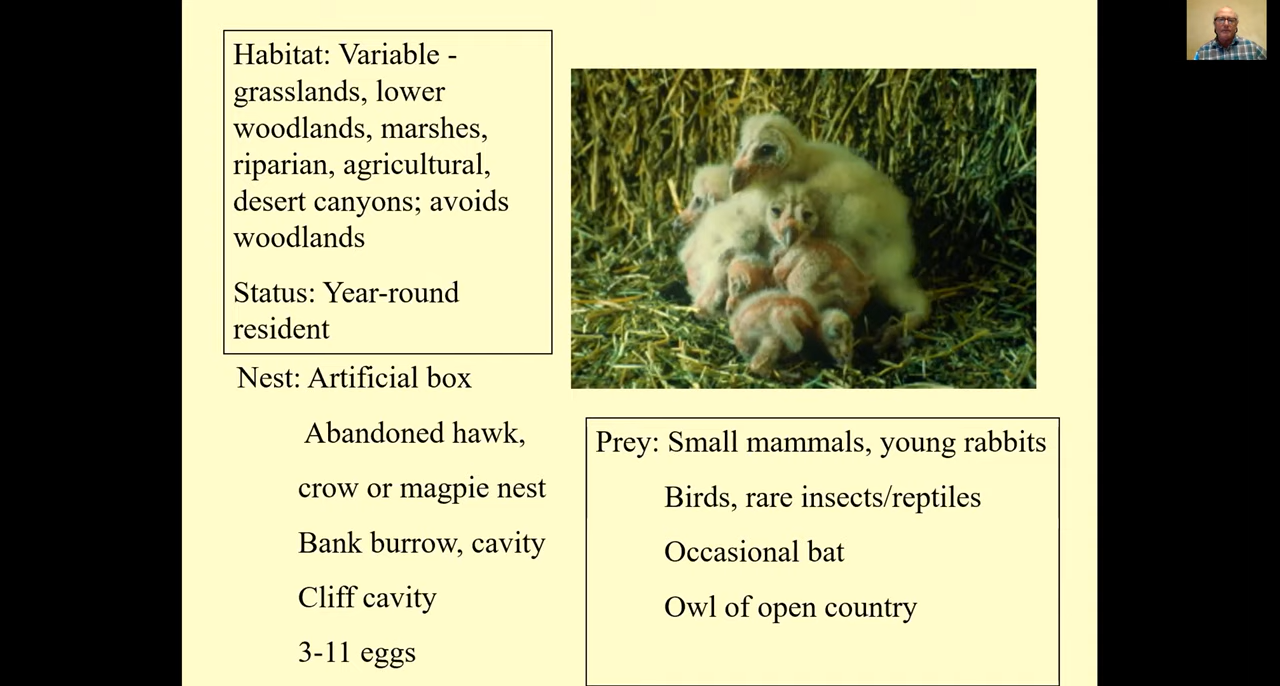 Habitat: Variable -
grasslands, lower
woodlands, marshes,
riparian, agricultural,
desert canyons; avoids
woodlands
Status: Year-round
resident
Nest: Artificial box
Abandoned hawk,
crow or magpie nest
Bank burrow, cavity
Cliff cavity
3-11 eggs
Prey: Small mammals, young rabbits
Birds, rare insects/reptiles
Occasional bat
Owl of open country